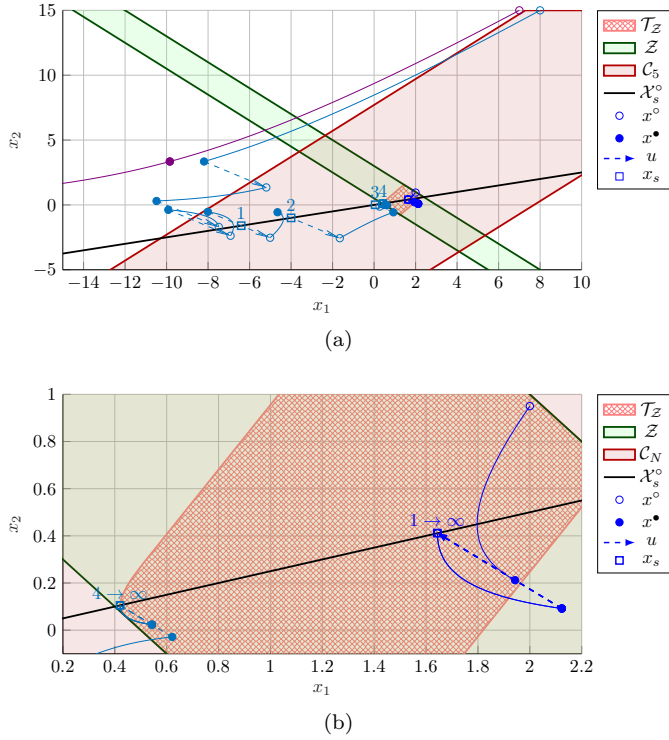 15
10
5
0
−5
x₂
−14 −12 −10 −8 −6 −4 −2 0 2 4 6 8 10
x₁
1
2
34
𝒯_𝒵
𝒵
𝒞₅
𝒳ₛ°
x°
x•
u
xₛ
(a)
1
0.8
0.6
0.4
0.2
0
x₂
0.2 0.4 0.6 0.8 1 1.2 1.4 1.6 1.8 2 2.2
x₁
1 → ∞
4 → ∞
𝒯_𝒵
𝒵
𝒞_N
𝒳ₛ°
x°
x•
u
xₛ
(b)